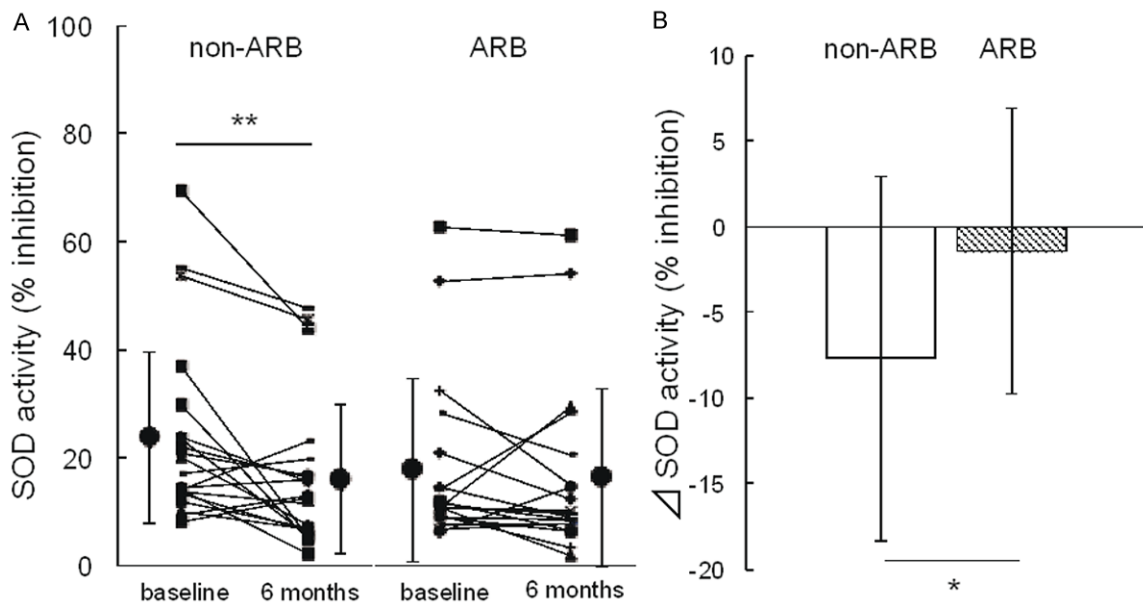 A
SOD activity (% inhibition)
100
80
60
40
20
0
non-ARB
ARB
**
baseline
6 months
baseline
6 months
B
⊿ SOD activity (% inhibition)
10
5
0
-5
-10
-15
-20
non-ARB
ARB
*